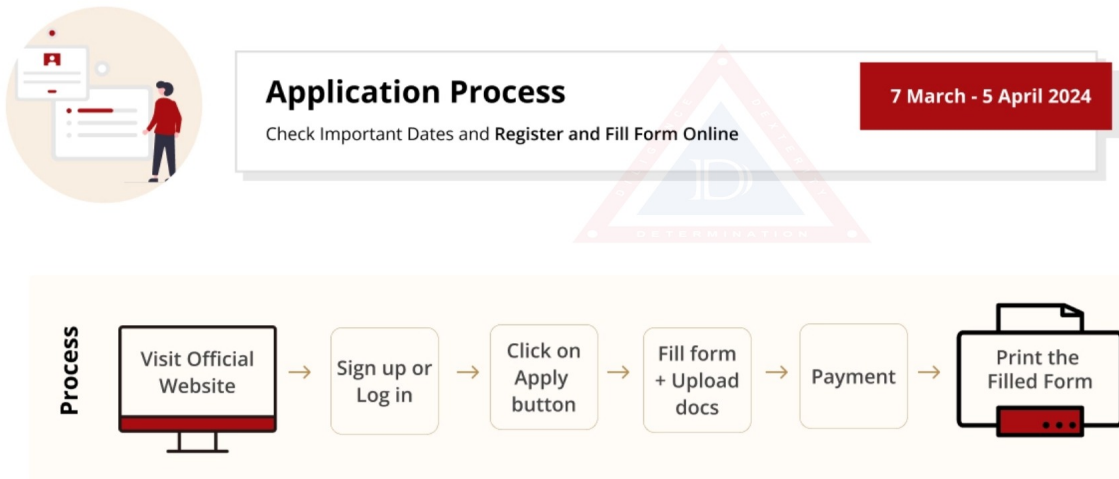 Application Process
Check Important Dates and Register and Fill Form Online
7 March - 5 April 2024
Process
Visit Official
Website
Sign up or
Log in
Click on
Apply
button
Fill form
+ Upload
docs
Payment
Print the
Filled Form
DETERMINATION